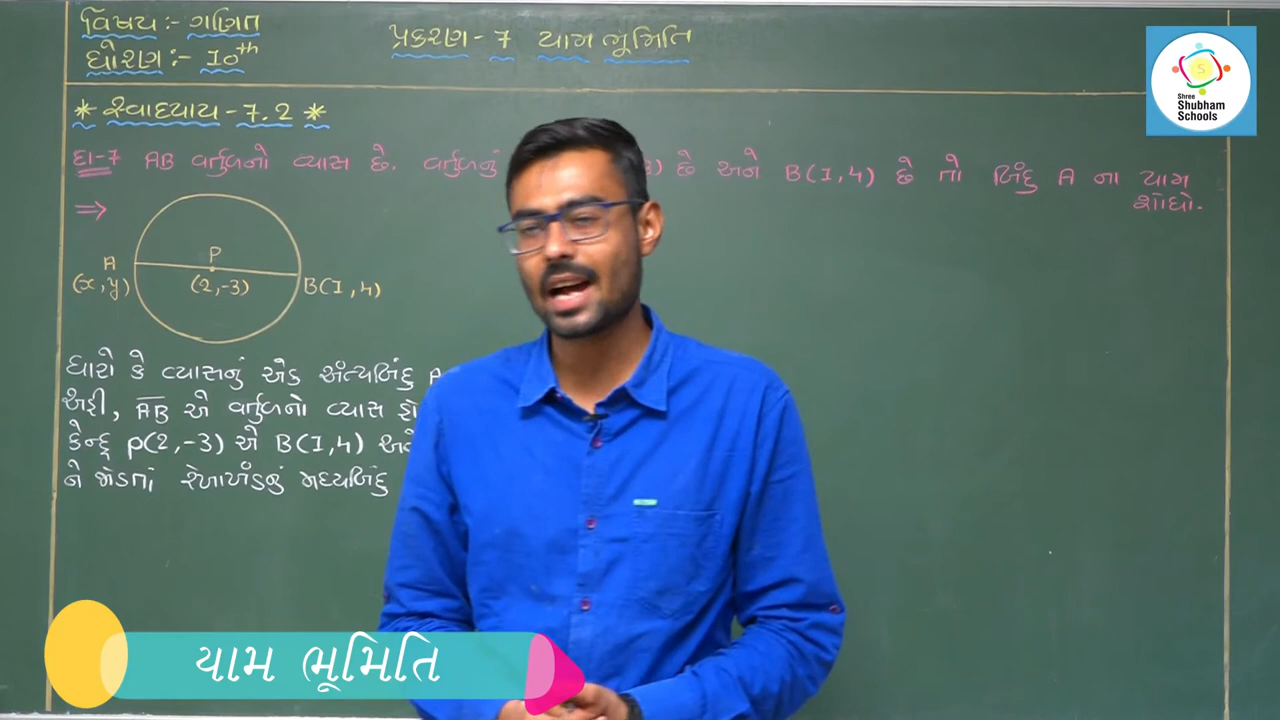 વિષય :- ગણિત
ધોરણ :- 10th
પ્રકરણ - 7 યામ ભૂમિતિ
* સ્વાધ્યાય - 7.2 *
દા-7 AB વર્તુળનો વ્યાસ છે. વર્તુળનું 3) છે અને B(1,4) છે તો બિંદુ A ના યામ
શોધો.
⇒
P
A
(x,y) (2,-3) B(1,4)
ધારો કે વ્યાસનું એક અંત્યબિંદુ A
અહી, AB એ વર્તુળનો વ્યાસ
કેન્દ્ર P(2,-3) એ B(1,4)
ને જોડતાં રેખાખંડનું મધ્યબિંદુ
યામ ભૂમિતિ
S
Shree
Shubham
Schools